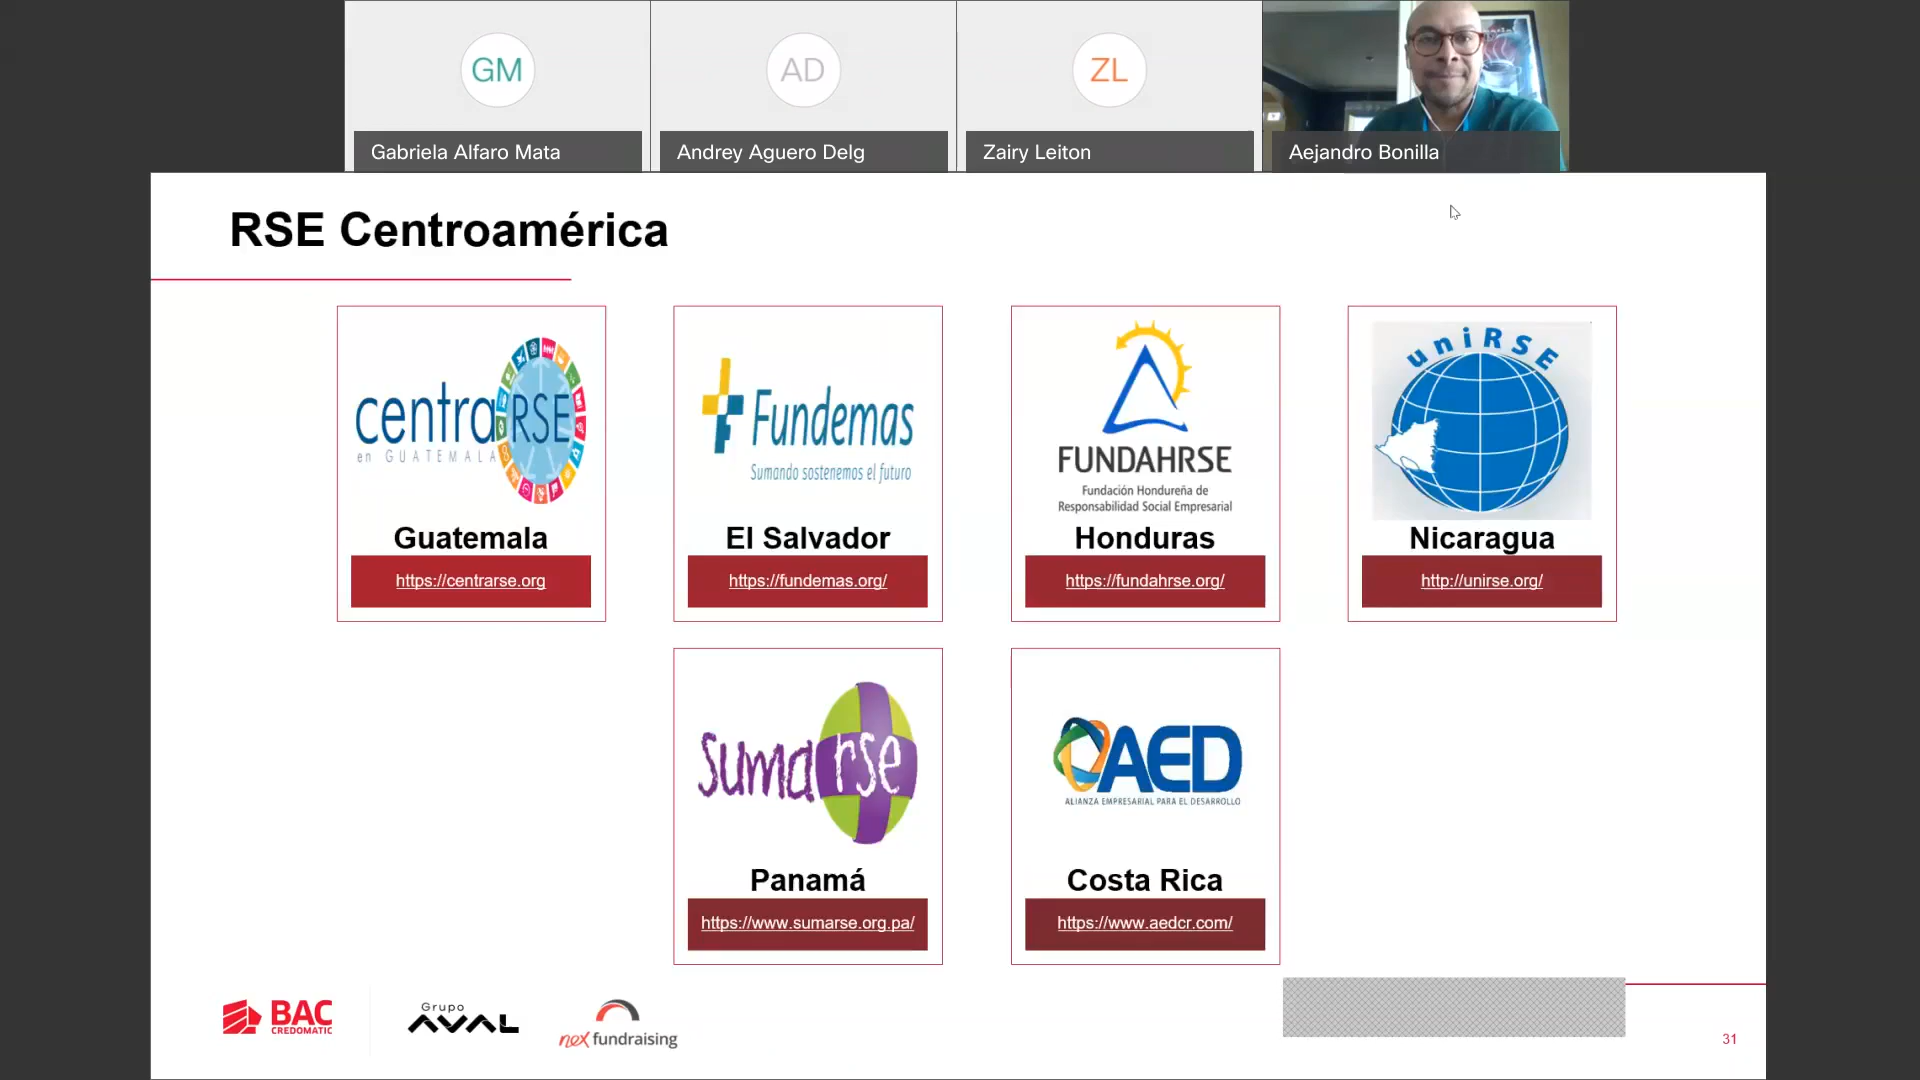 GM
AD
ZL
Gabriela Alfaro Mata
Andrey Aguero Delg
Zairy Leiton
Aejandro Bonilla
RSE Centroamérica
centraRSE
en GUATEMALA
Guatemala
https://centrarse.org
Fundemas
Sumando sostenemos el futuro
El Salvador
https://fundemas.org/
FUNDAHRSE
Fundación Hondureña de
Responsabilidad Social Empresarial
Honduras
https://fundahrse.org/
uniRSE
Nicaragua
http://unirse.org/
sumarse
Panamá
https://www.sumarse.org.pa/
AED
ALIANZA EMPRESARIAL PARA EL DESARROLLO
Costa Rica
https://www.aedcr.com/
BAC
CREDOMATIC
Grupo
AVAL
nex fundraising
31